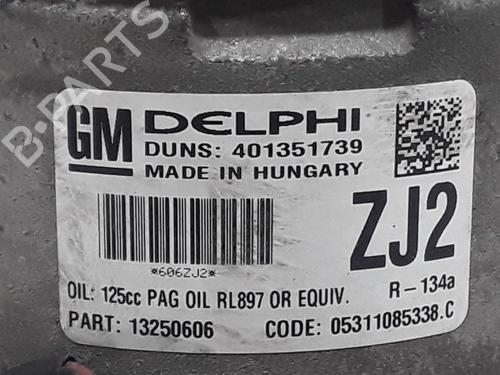 B-PARTS
GM DELPHI
DUNS: 401351739
MADE IN HUNGARY
*606ZJ2*
ZJ2
OIL: 125cc PAG OIL RL897 OR EQUIV. R-134a
PART: 13250606 CODE: 05311085338.C